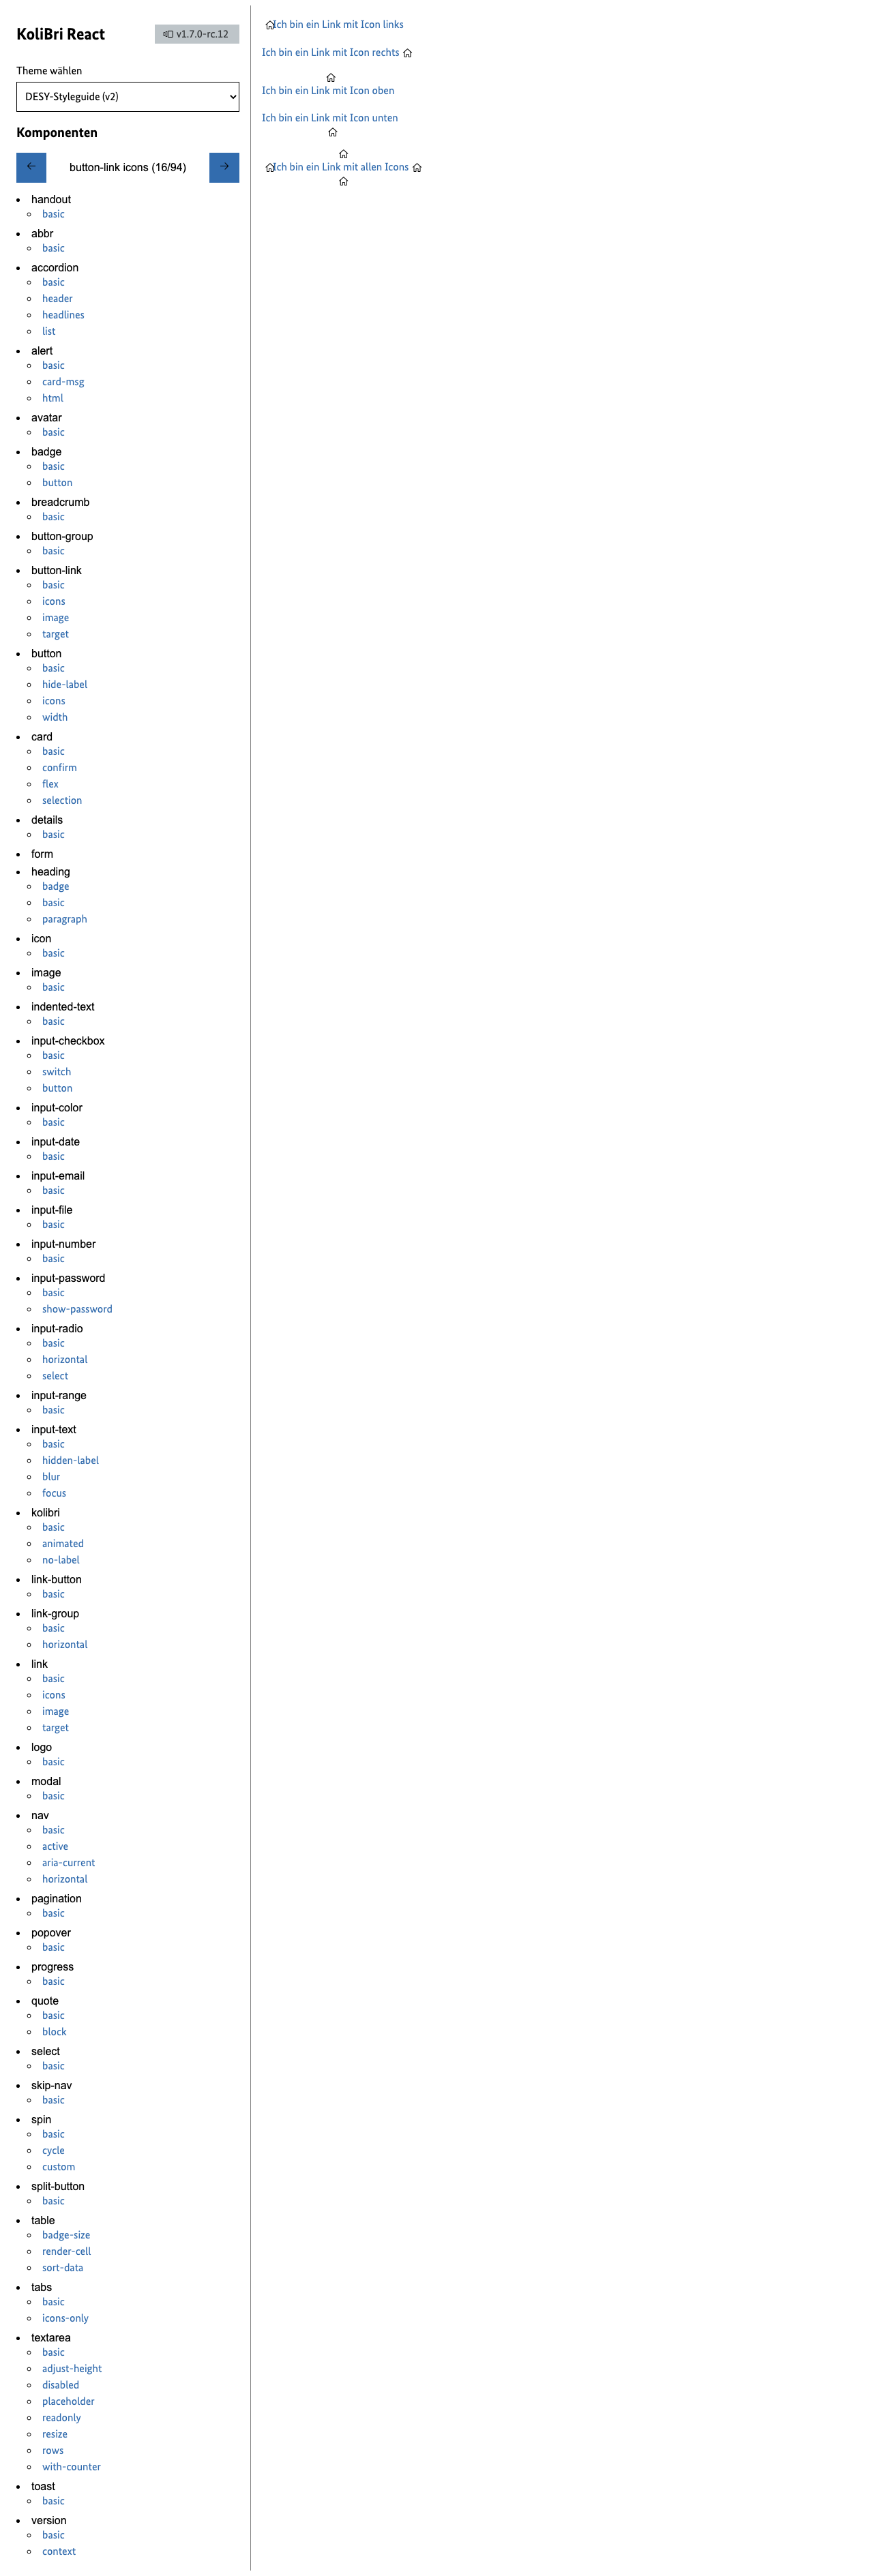 KoliBri React
v1.7.0-rc.12
Theme wählen
DESY-Styleguide (v2)
Komponenten
button-link icons (16/94)
handout
basic
abbr
basic
accordion
basic
header
headlines
list
alert
basic
card-msg
html
avatar
basic
badge
basic
button
breadcrumb
basic
button-group
basic
button-link
basic
icons
image
target
button
basic
hide-label
icons
width
card
basic
confirm
flex
selection
details
basic
form
heading
badge
basic
paragraph
icon
basic
image
basic
indented-text
basic
input-checkbox
basic
switch
button
input-color
basic
input-date
basic
input-email
basic
input-file
basic
input-number
basic
input-password
basic
show-password
input-radio
basic
horizontal
select
input-range
basic
input-text
basic
hidden-label
blur
focus
kolibri
basic
animated
no-label
link-button
basic
link-group
basic
horizontal
link
basic
icons
image
target
logo
basic
modal
basic
nav
basic
active
aria-current
horizontal
pagination
basic
popover
basic
progress
basic
quote
basic
block
select
basic
skip-nav
basic
spin
basic
cycle
custom
split-button
basic
table
badge-size
render-cell
sort-data
tabs
basic
icons-only
textarea
basic
adjust-height
disabled
placeholder
readonly
resize
rows
with-counter
toast
basic
version
basic
context
Ich bin ein Link mit Icon links
Ich bin ein Link mit Icon rechts
Ich bin ein Link mit Icon oben
Ich bin ein Link mit Icon unten
Ich bin ein Link mit allen Icons